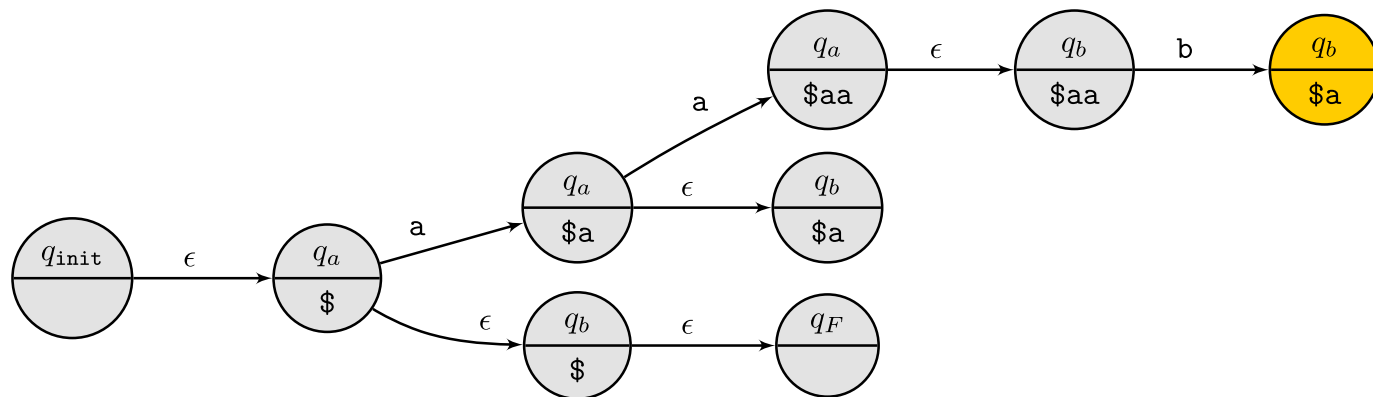 q_a ϵ q_b b q_b
$aa $aa $a
a
q_a ϵ q_b
$a $a
a
q_init ϵ q_a
$
ϵ q_b ϵ q_F
$